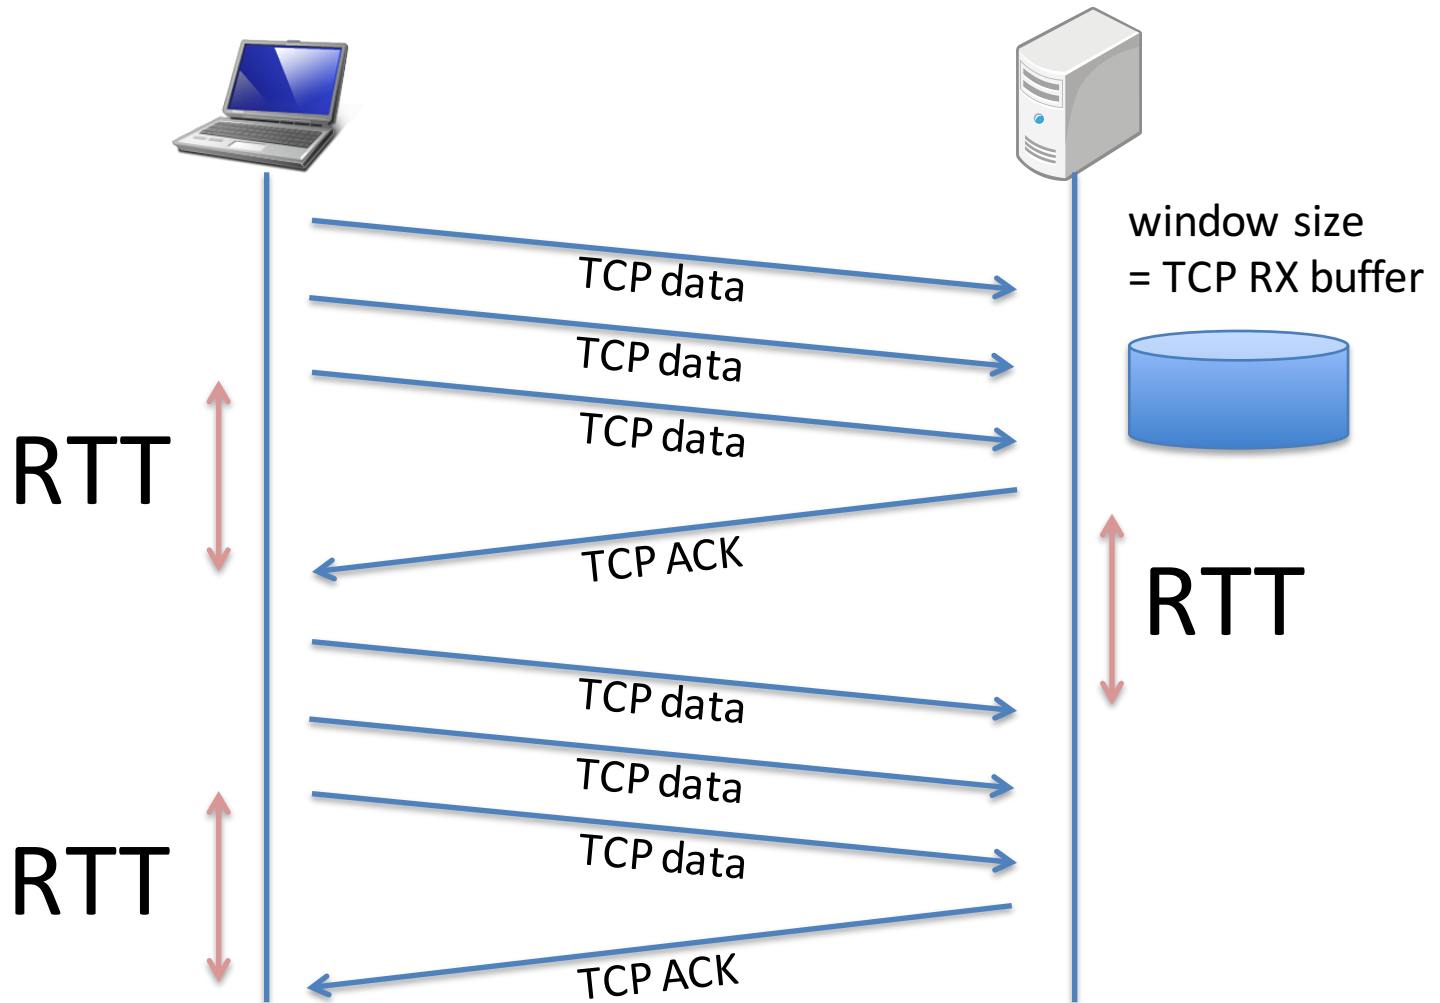 window size
= TCP RX buffer
TCP data
TCP data
TCP data
RTT
TCP ACK
RTT
TCP data
TCP data
TCP data
RTT
TCP ACK